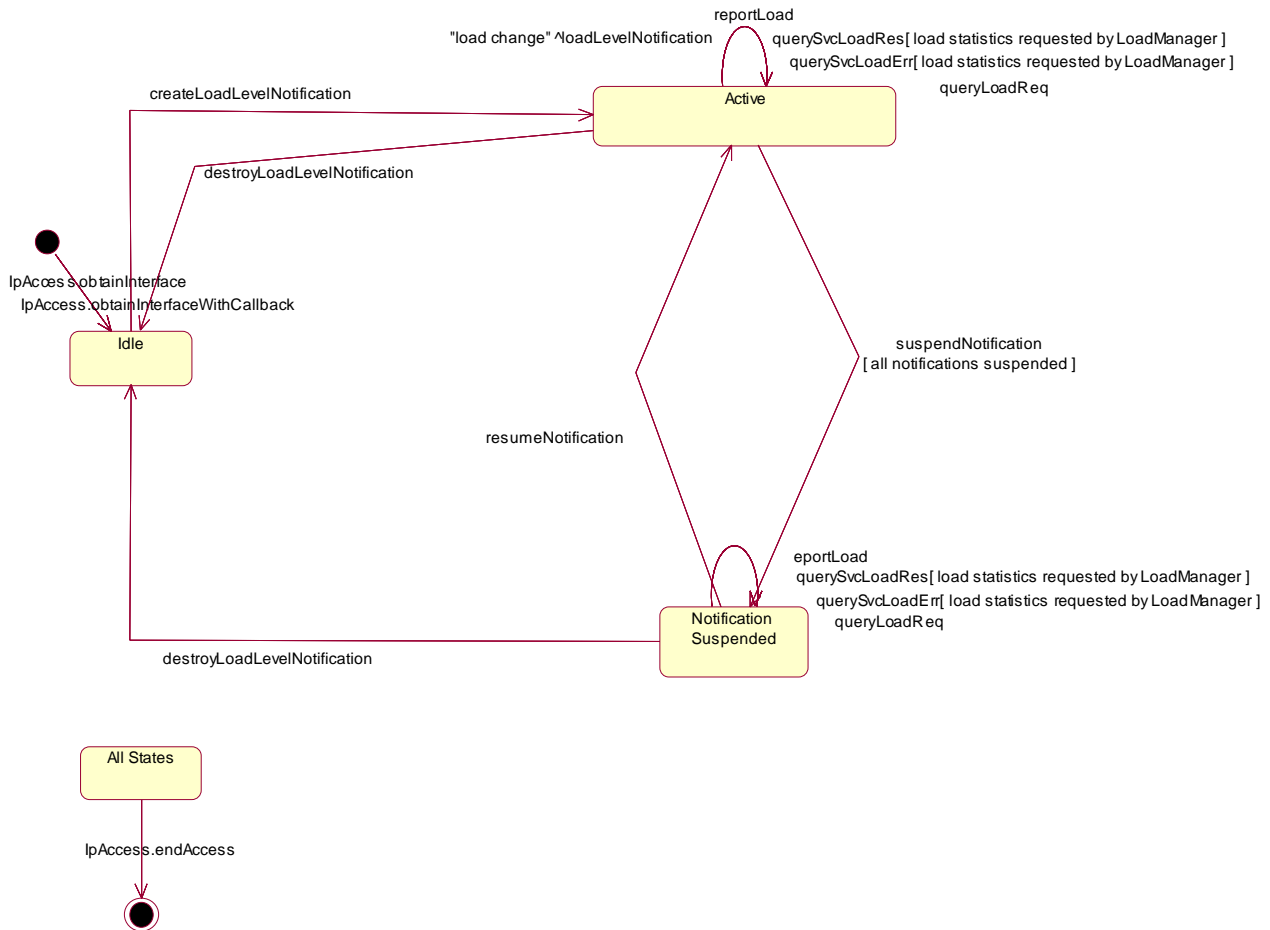 reportLoad
"load change" ^loadLevelNotification
querySvcLoadRes[ load statistics requested by LoadManager ]
querySvcLoadErr[ load statistics requested by LoadManager ]
queryLoadReq
Active
createLoadLevelNotification
destroyLoadLevelNotification
IpAccess.obtainInterface
IpAccess.obtainInterfaceWithCallback
Idle
suspendNotification
[ all notifications suspended ]
resumeNotification
eportLoad
querySvcLoadRes[ load statistics requested by LoadManager ]
querySvcLoadErr[ load statistics requested by LoadManager ]
queryLoadReq
Notification
Suspended
destroyLoadLevelNotification
All States
IpAccess.endAccess